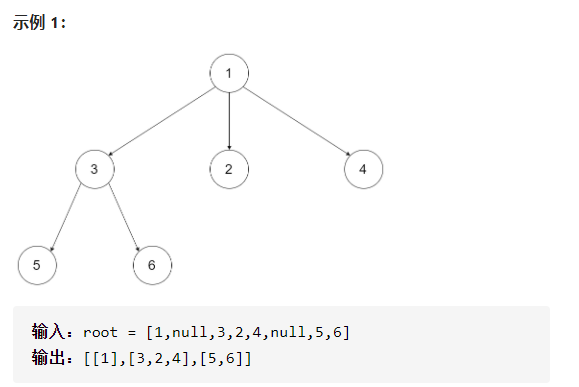 示例 1：
1
3 2 4
5 6
输入：root = [1,null,3,2,4,null,5,6]
输出：[[1],[3,2,4],[5,6]]